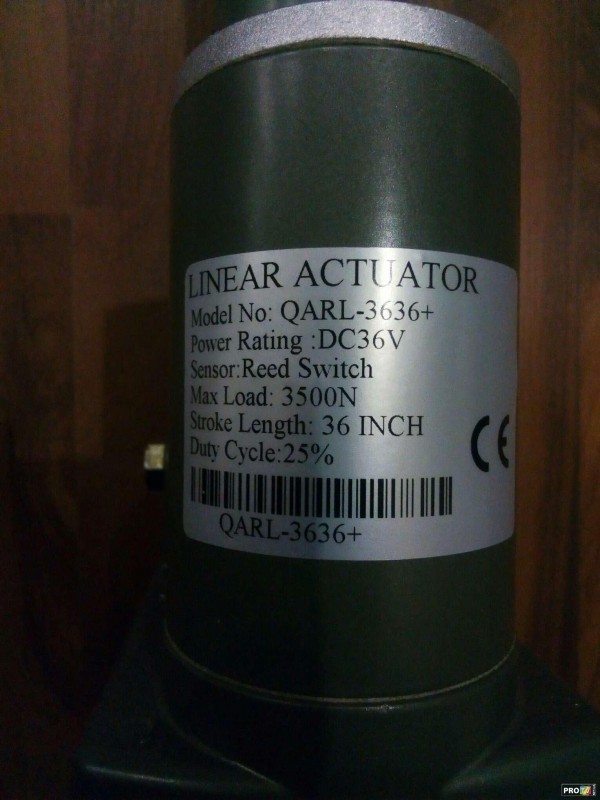 LINEAR ACTUATOR
Model No: QARL-3636+
Power Rating :DC36V
Sensor:Reed Switch
Max Load: 3500N
Stroke Length: 36 INCH
Duty Cycle:25%
CE
QARL-3636+
PRO